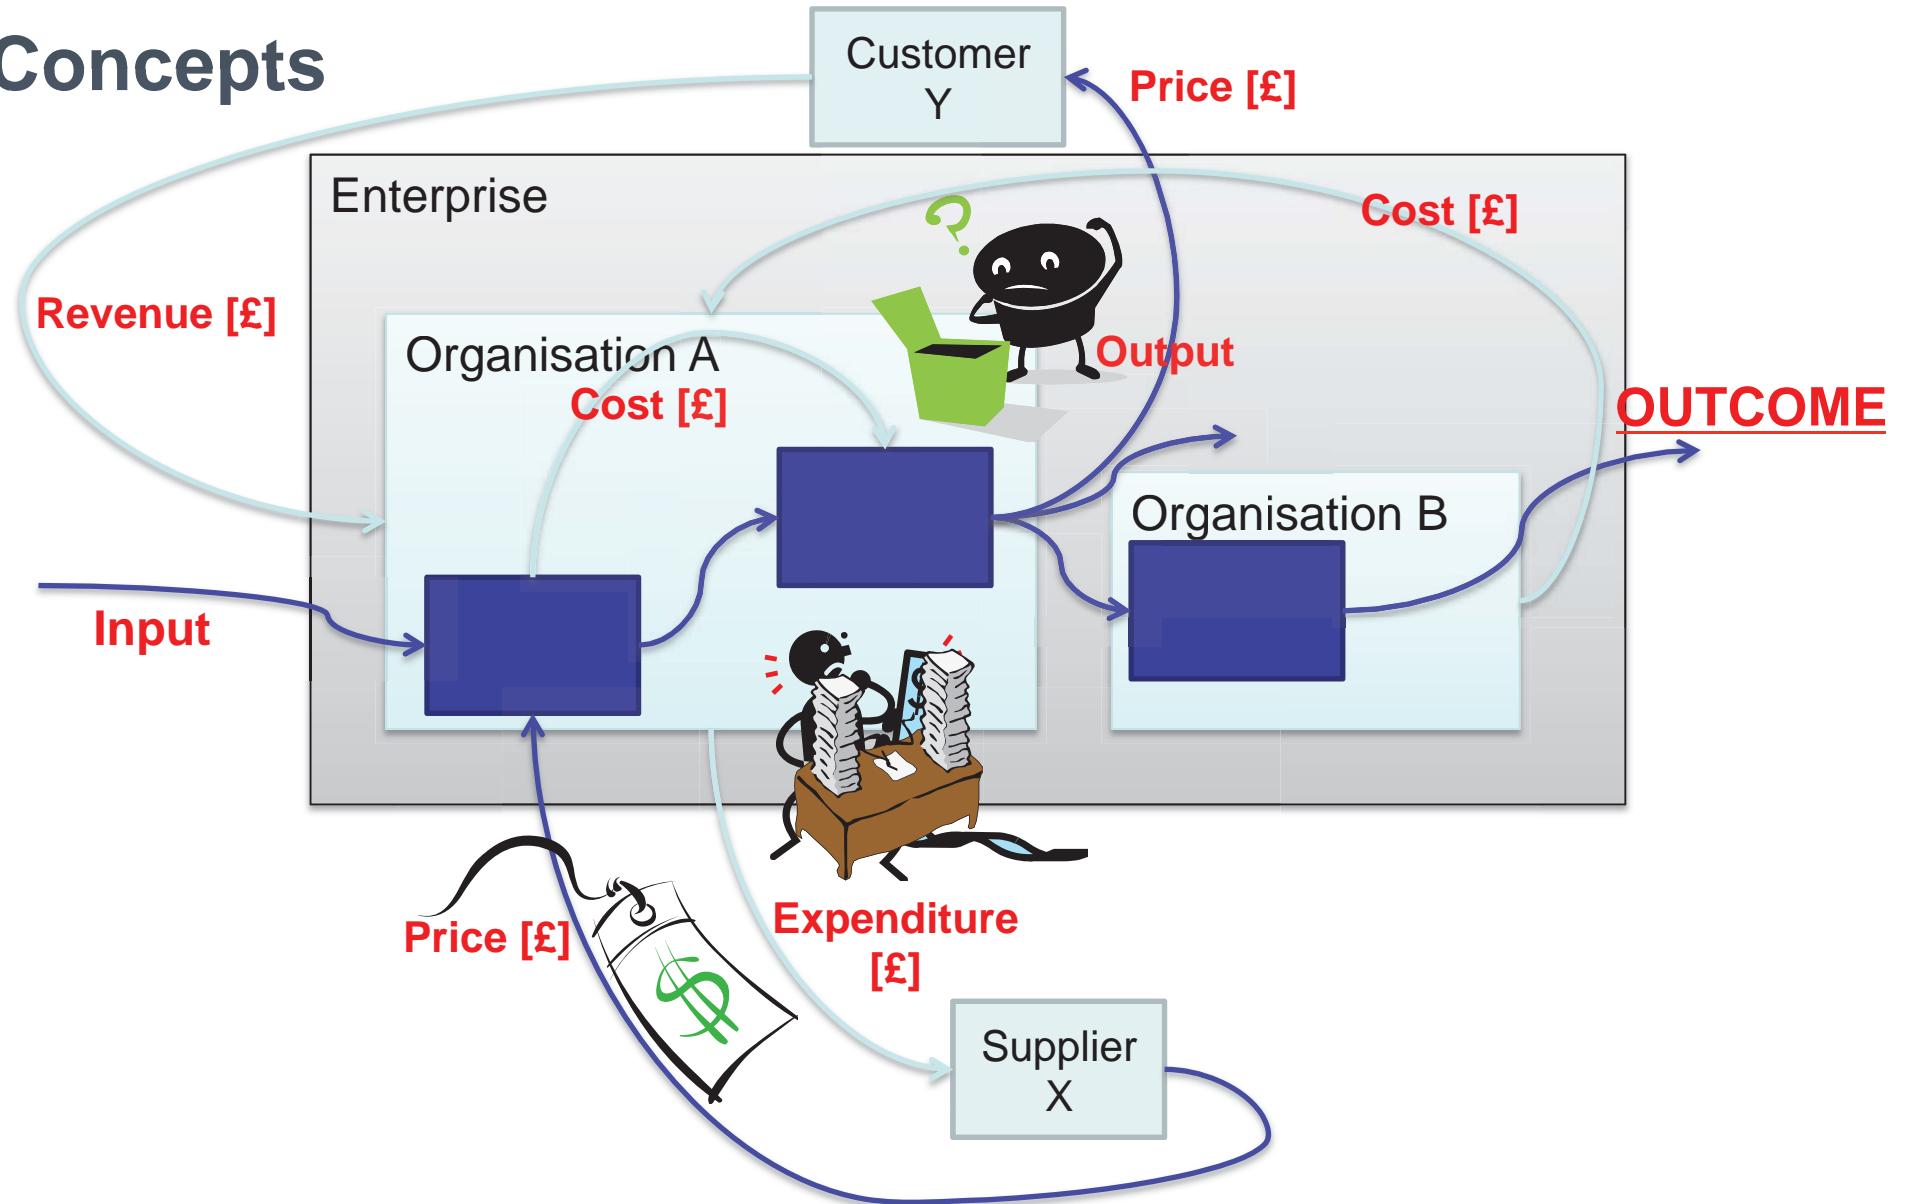 Concepts
Customer
Y
Price [£]
Enterprise
Cost [£]
Revenue [£]
Organisation A
Cost [£]
Output
OUTCOME
Organisation B
Input
Price [£]
Expenditure
[£]
Supplier
X